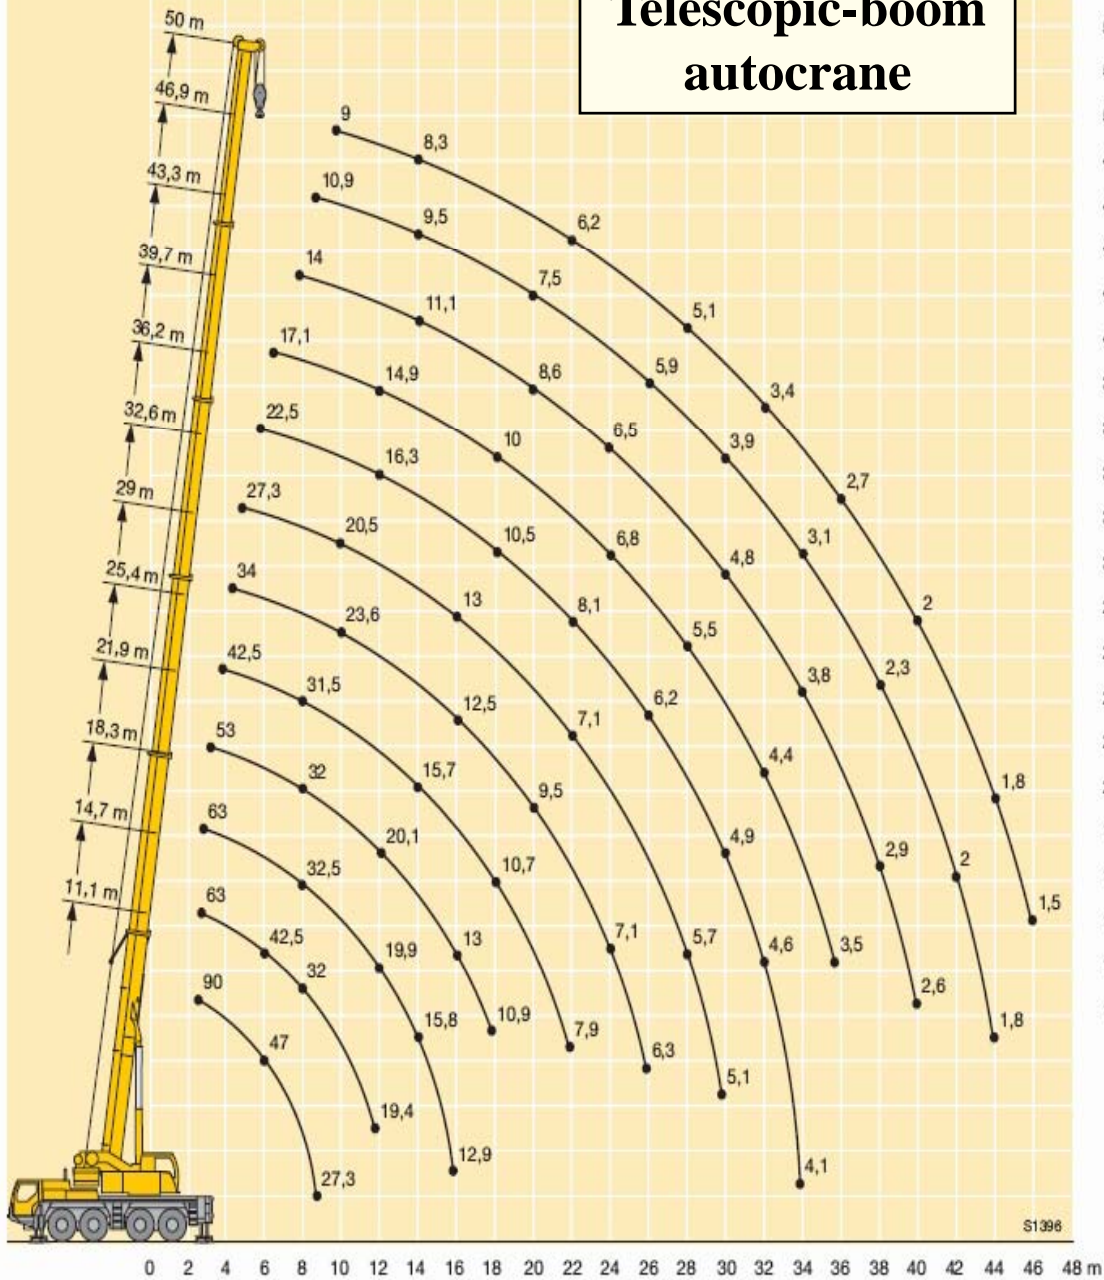 Telescopic-boom
autocrane
50 m
46,9 m
43,3 m
39,7 m
36,2 m
32,6 m
29 m
25,4 m
21,9 m
18,3 m
14,7 m
11,1 m
9 8,3 6,2 5,1 3,4 2,7 2 1,8 1,5
10,9 9,5 7,5 5,9 3,9 3,1 2,3 2 1,8
14 11,1 8,6 6,5 4,8 3,8 2,9 2,6
17,1 14,9 10 6,8 5,5 4,4 3,5
22,5 16,3 10,5 8,1 6,2 4,9 4,6 4,1
27,3 20,5 13 7,1 5,7 5,1
34 23,6 12,5 9,5 7,1 6,3
42,5 31,5 15,7 10,7 7,9
53 32 20,1 13 10,9
63 32,5 19,9 15,8 12,9
63 42,5 32 19,4
90 47 27,3
S1396
0 2 4 6 8 10 12 14 16 18 20 22 24 26 28 30 32 34 36 38 40 42 44 46 48 m